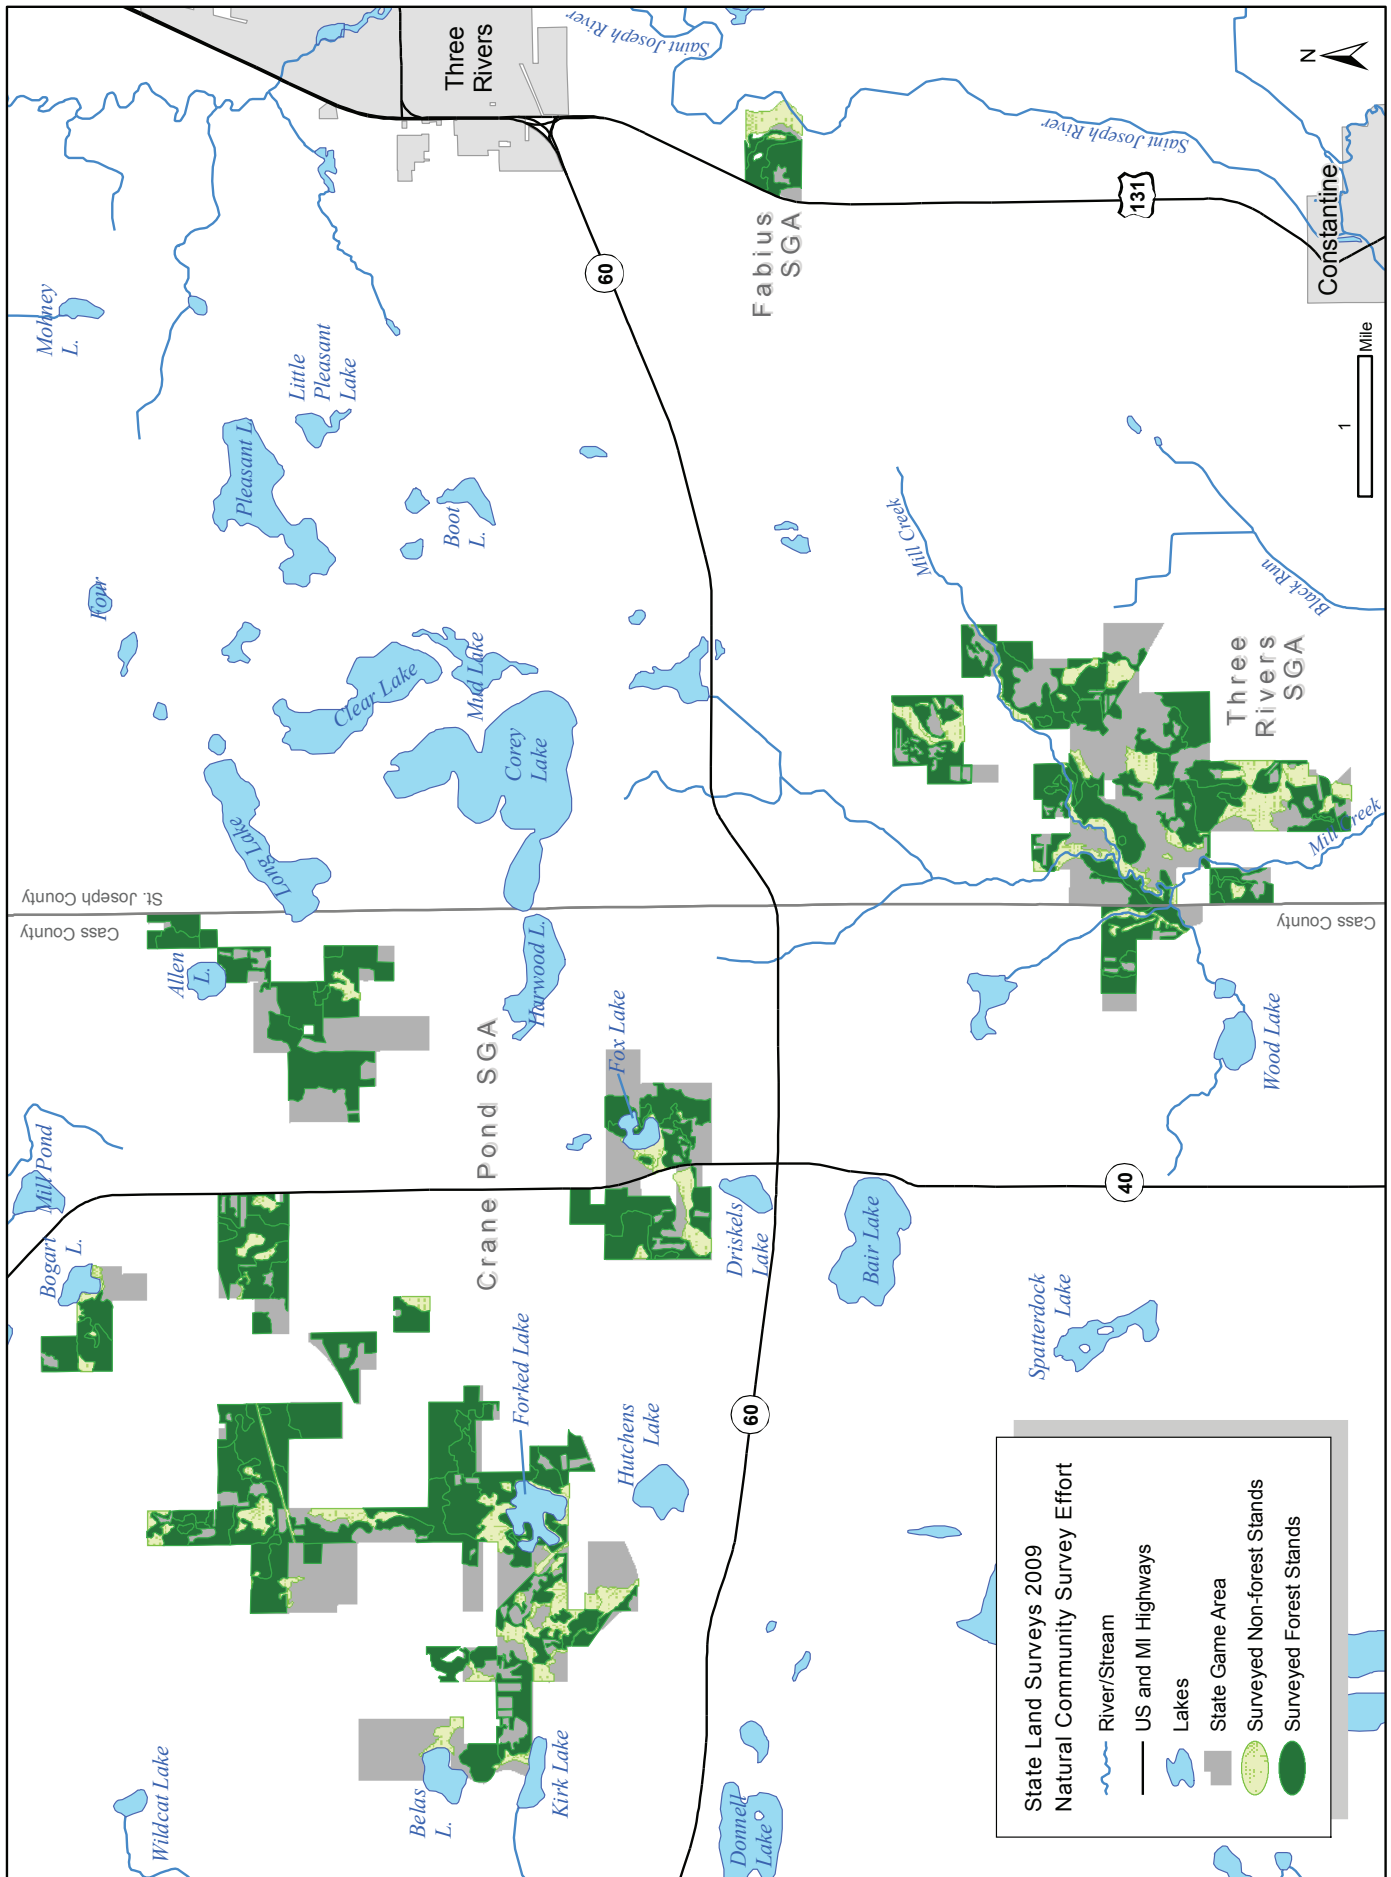 Mohney
L.
Three
Rivers
Saint Joseph River
N
Four
Pleasant L.
Little
Pleasant
Lake
Boot
L.
60
Fabius
SGA
Saint Joseph River
131
Constantine
Long Lake
Clear Lake
Mud Lake
Corey
Lake
Mill Creek
Black Run
1
Mile
St. Joseph County
Cass County
Allen
L.
Harwood L.
Three
Rivers
SGA
Mill Creek
Cass County
Mill Pond
Crane Pond SGA
Fox Lake
Wood Lake
Bogart
L.
Driskels
Lake
Bair Lake
40
Forked Lake
Hutchens
Lake
60
Spatterdock
Lake
Wildcat Lake
Belas
L.
Kirk Lake
Donnell
Lake
State Land Surveys 2009
Natural Community Survey Effort
River/Stream
US and MI Highways
Lakes
State Game Area
Surveyed Non-forest Stands
Surveyed Forest Stands